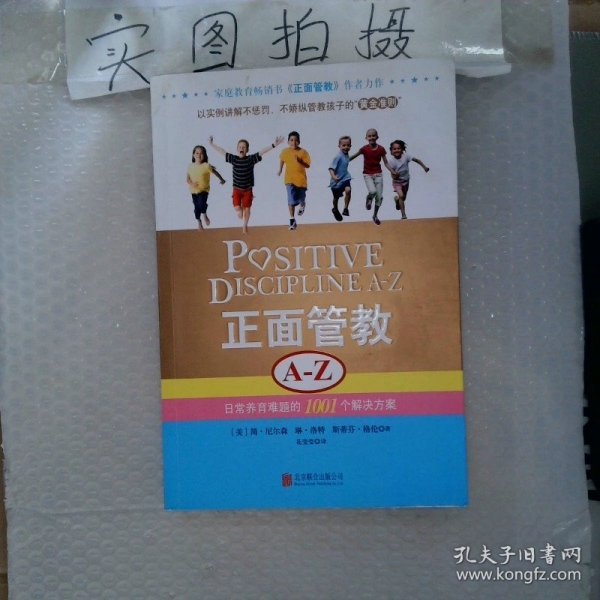 实图拍摄
家庭教育畅销书《正面管教》作者力作
以实例讲解不惩罚、不娇纵管教孩子的“黄金准则”
POSITIVE
DISCIPLINE A-Z
正面管教
A-Z
日常养育难题的1001个解决方案
[美]简·尼尔森 琳·洛特 斯蒂芬·格伦 著
花莹莹 译
北京联合出版公司
孔夫子旧书网
www.kongfz.com